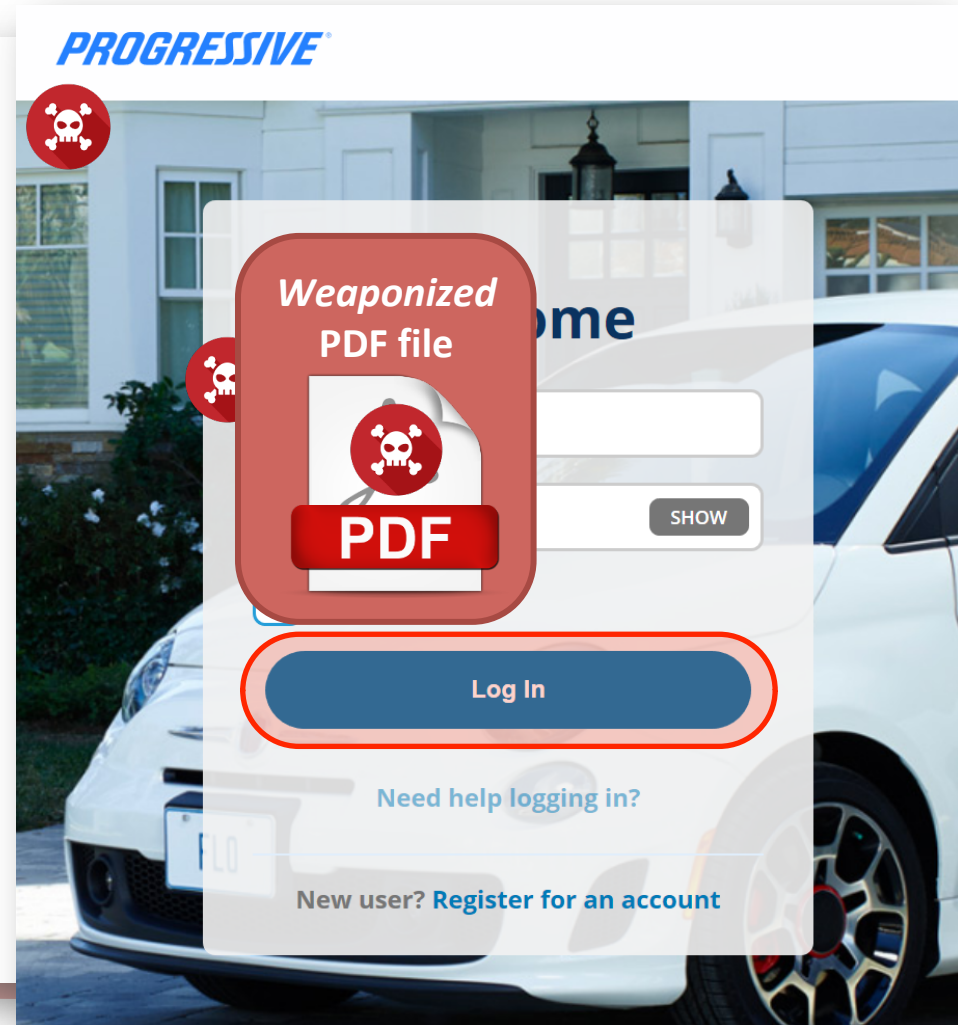 PROGRESSIVE
Weaponized
PDF file
ome
PDF
SHOW
Log In
Need help logging in?
FLO
New user? Register for an account